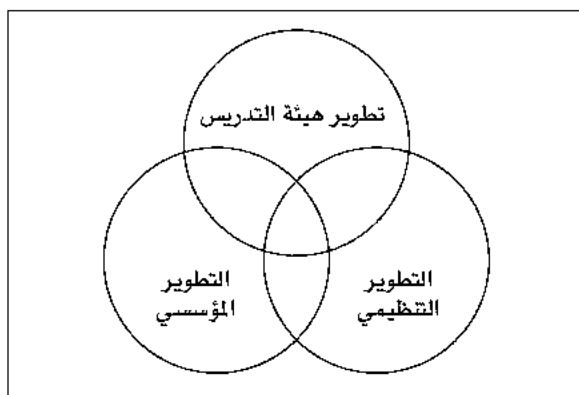 تطوير هيئة التدريس
التطوير
التنظيمي
التطوير
المؤسسي